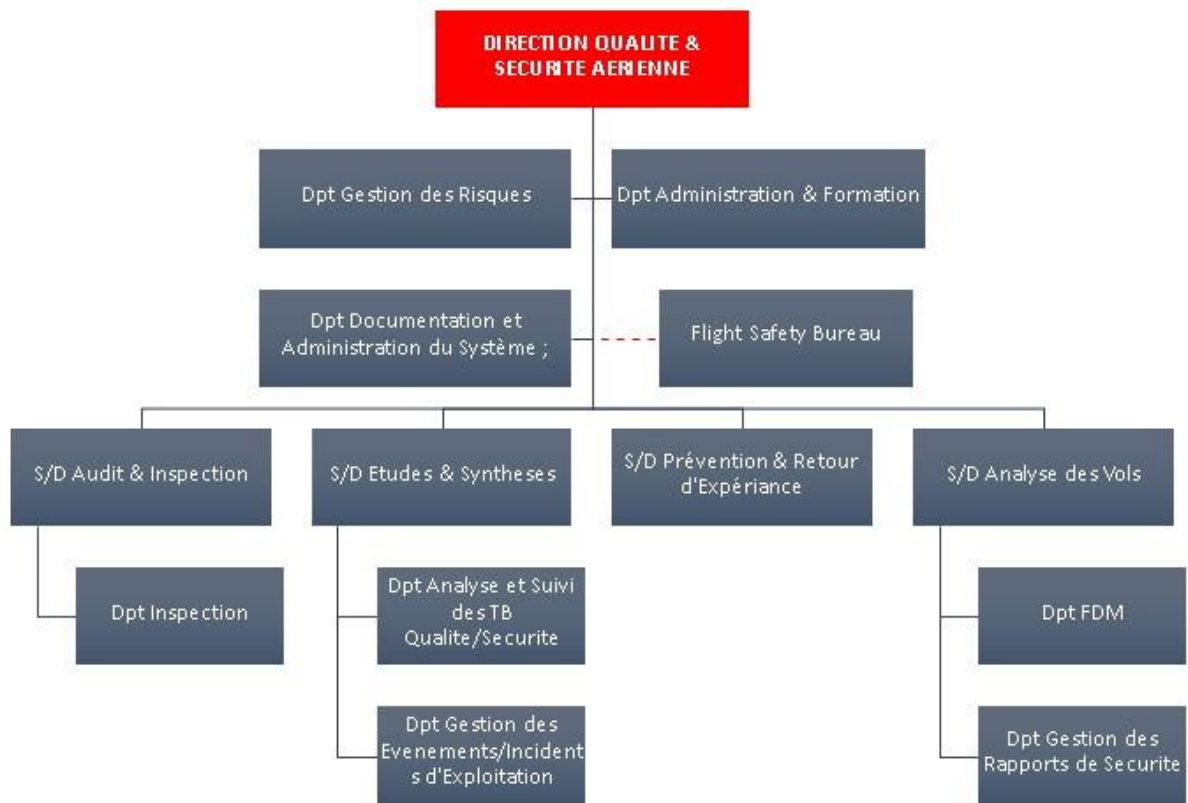 DIRECTION QUALITE &
SECURITE AERIENNE
Dpt Gestion des Risques
Dpt Administration & Formation
Dpt Documentation et
Administration du Système ;
Flight Safety Bureau
S/D Audit & Inspection
S/D Etudes & Syntheses
S/D Prévention & Retour
d'Expériance
S/D Analyse des Vols
Dpt Inspection
Dpt Analyse et Suivi
des TB
Qualite/Securite
Dpt FDM
Dpt Gestion des
Evenements/Incident
s d'Exploitation
Dpt Gestion des
Rapports de Securite